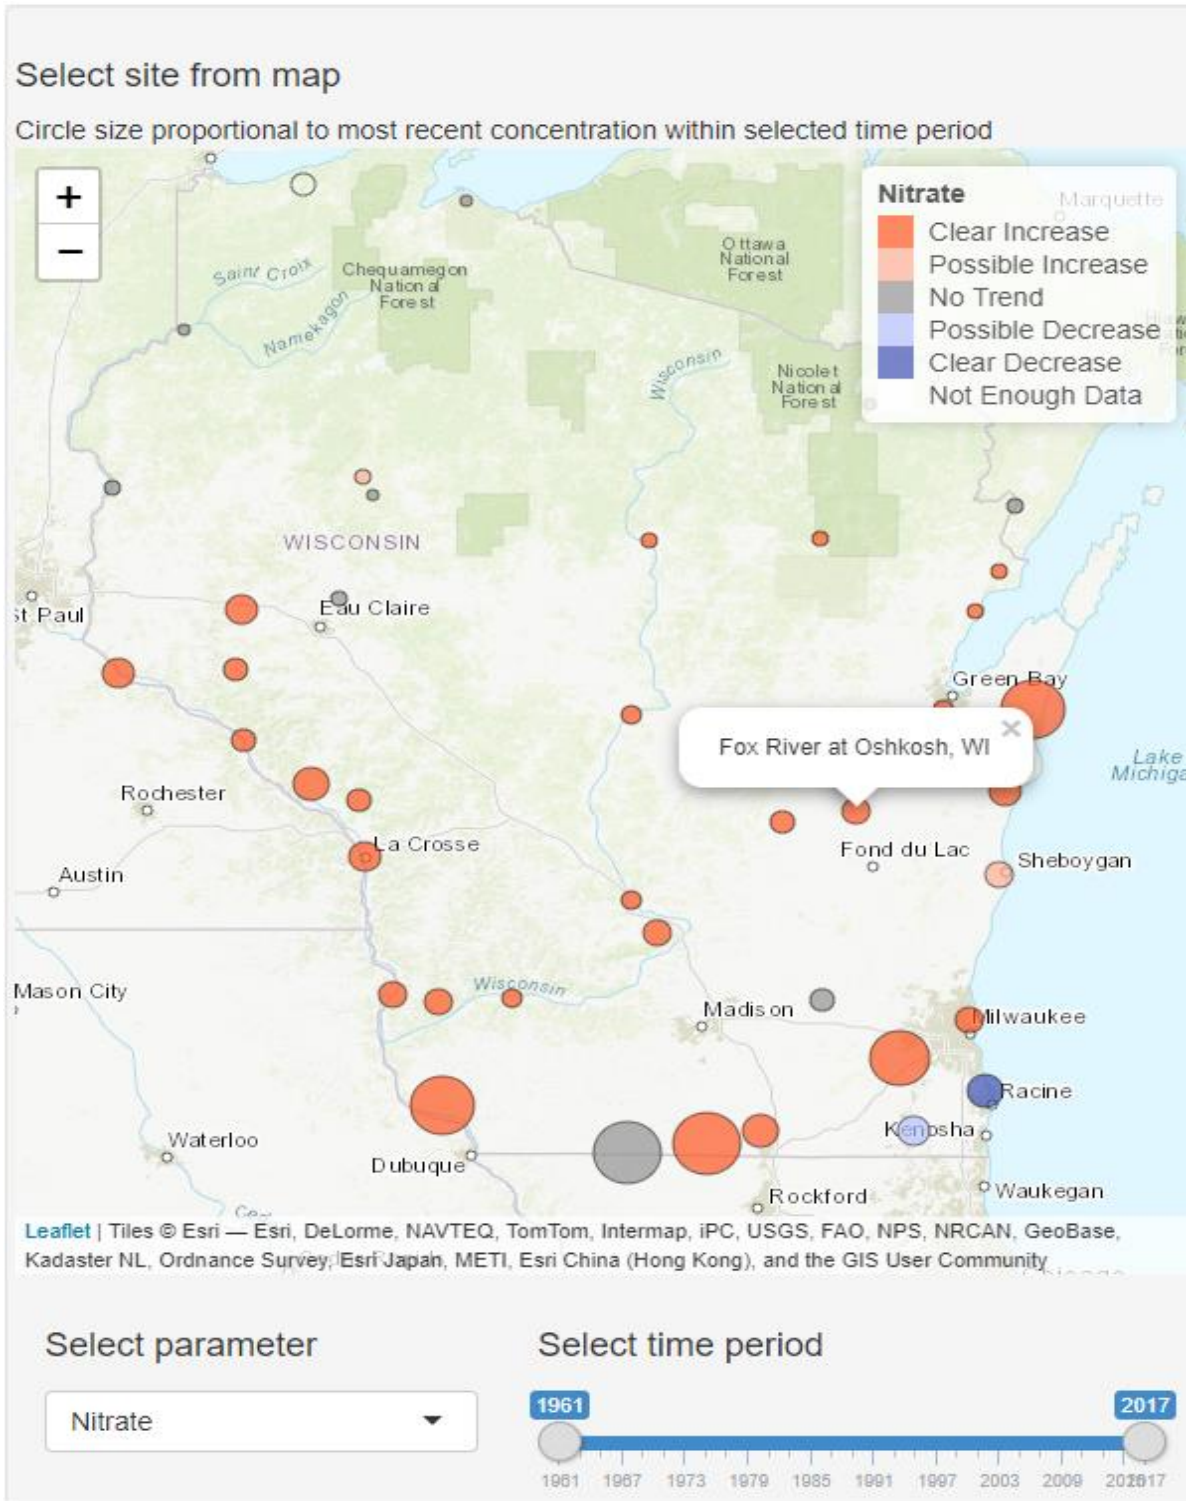 Select site from map
Circle size proportional to most recent concentration within selected time period
+
−
Nitrate
Clear Increase
Possible Increase
No Trend
Possible Decrease
Clear Decrease
Not Enough Data
Marquette
Ottawa
National
Forest
Saint Croix
Chequamegon
National
Forest
Namekagon
Wisconsin
Nicolet
National
Forest
WISCONSIN
St Paul
Eau Claire
Green Bay
Fox River at Oshkosh, WI
×
Lake
Rochester
La Crosse
Fond du Lac
Sheboygan
Austin
Mason City
Wisconsin
Madison
Milwaukee
Racine
Kenosha
Waterloo
Dubuque
Rockford
Waukegan
Leaflet | Tiles © Esri — Esri, DeLorme, NAVTEQ, TomTom, Intermap, iPC, USGS, FAO, NPS, NRCAN, GeoBase,
Kadaster NL, Ordnance Survey, Esri Japan, METI, Esri China (Hong Kong), and the GIS User Community
Select parameter
Select time period
Nitrate
1961
2017
1961 1967 1973 1979 1985 1991 1997 2003 2009 2017